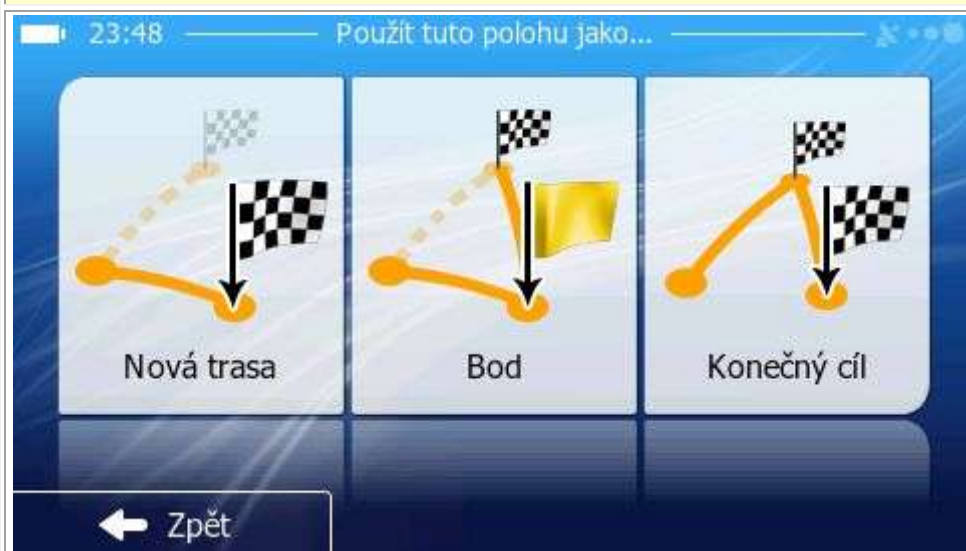 23:48 Použít tuto polohu jako...
Nová trasa
Bod
Konečný cíl
Zpět